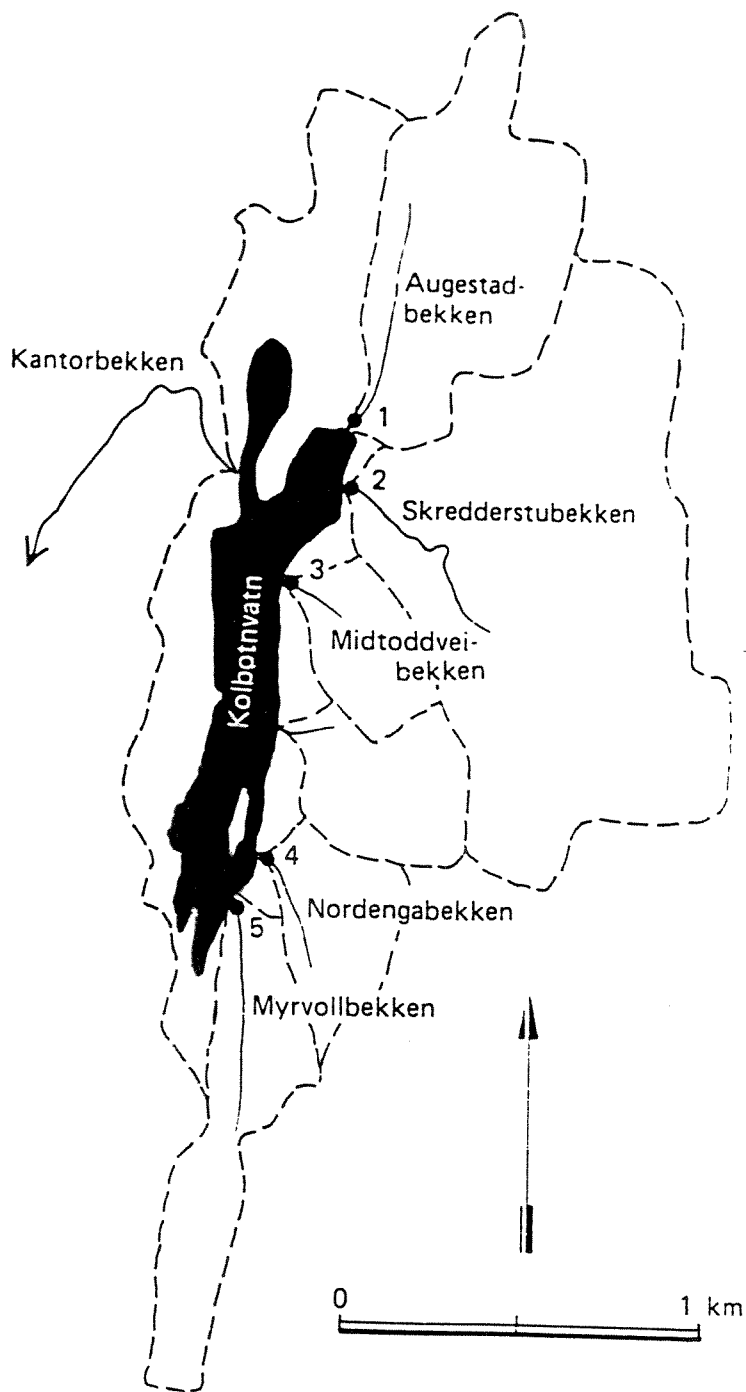 Augestad-
bekken
Kantorbekken
1
2
Skredderstubekken
3
Midtoddvei-
bekken
Kolbotnvatn
4
Nordengabekken
5
Myrvollbekken
0
1 km